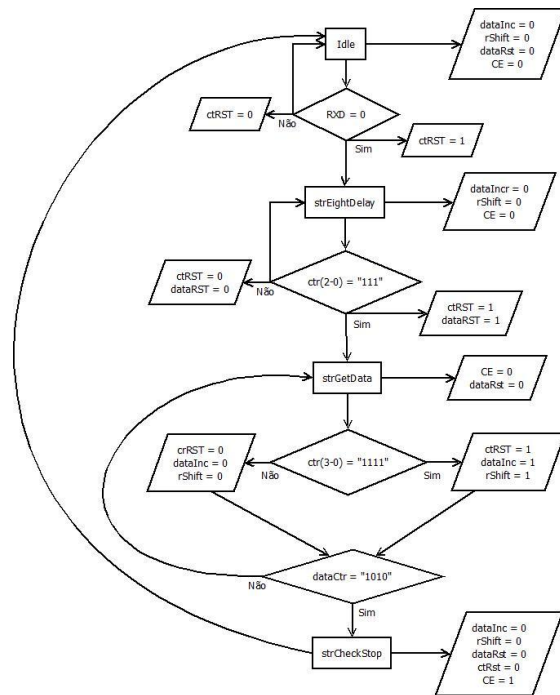 Idle
dataInc = 0
rShift = 0
dataRst = 0
CE = 0
RXD = 0
ctRST = 0
Não
Sim
ctRST = 1
strEightDelay
dataIncr = 0
rShift = 0
CE = 0
ctr(2-0) = "111"
ctRST = 0
dataRST = 0
Não
Sim
ctRST = 1
dataRST = 1
strGetData
CE = 0
dataRst = 0
ctr(3-0) = "1111"
crRST = 0
dataInc = 0
rShift = 0
Não
Sim
ctRST = 1
dataInc = 1
rShift = 1
dataCtr = "1010"
Não
Sim
strCheckStop
dataInc = 0
rShift = 0
dataRst = 0
ctRst = 0
CE = 1